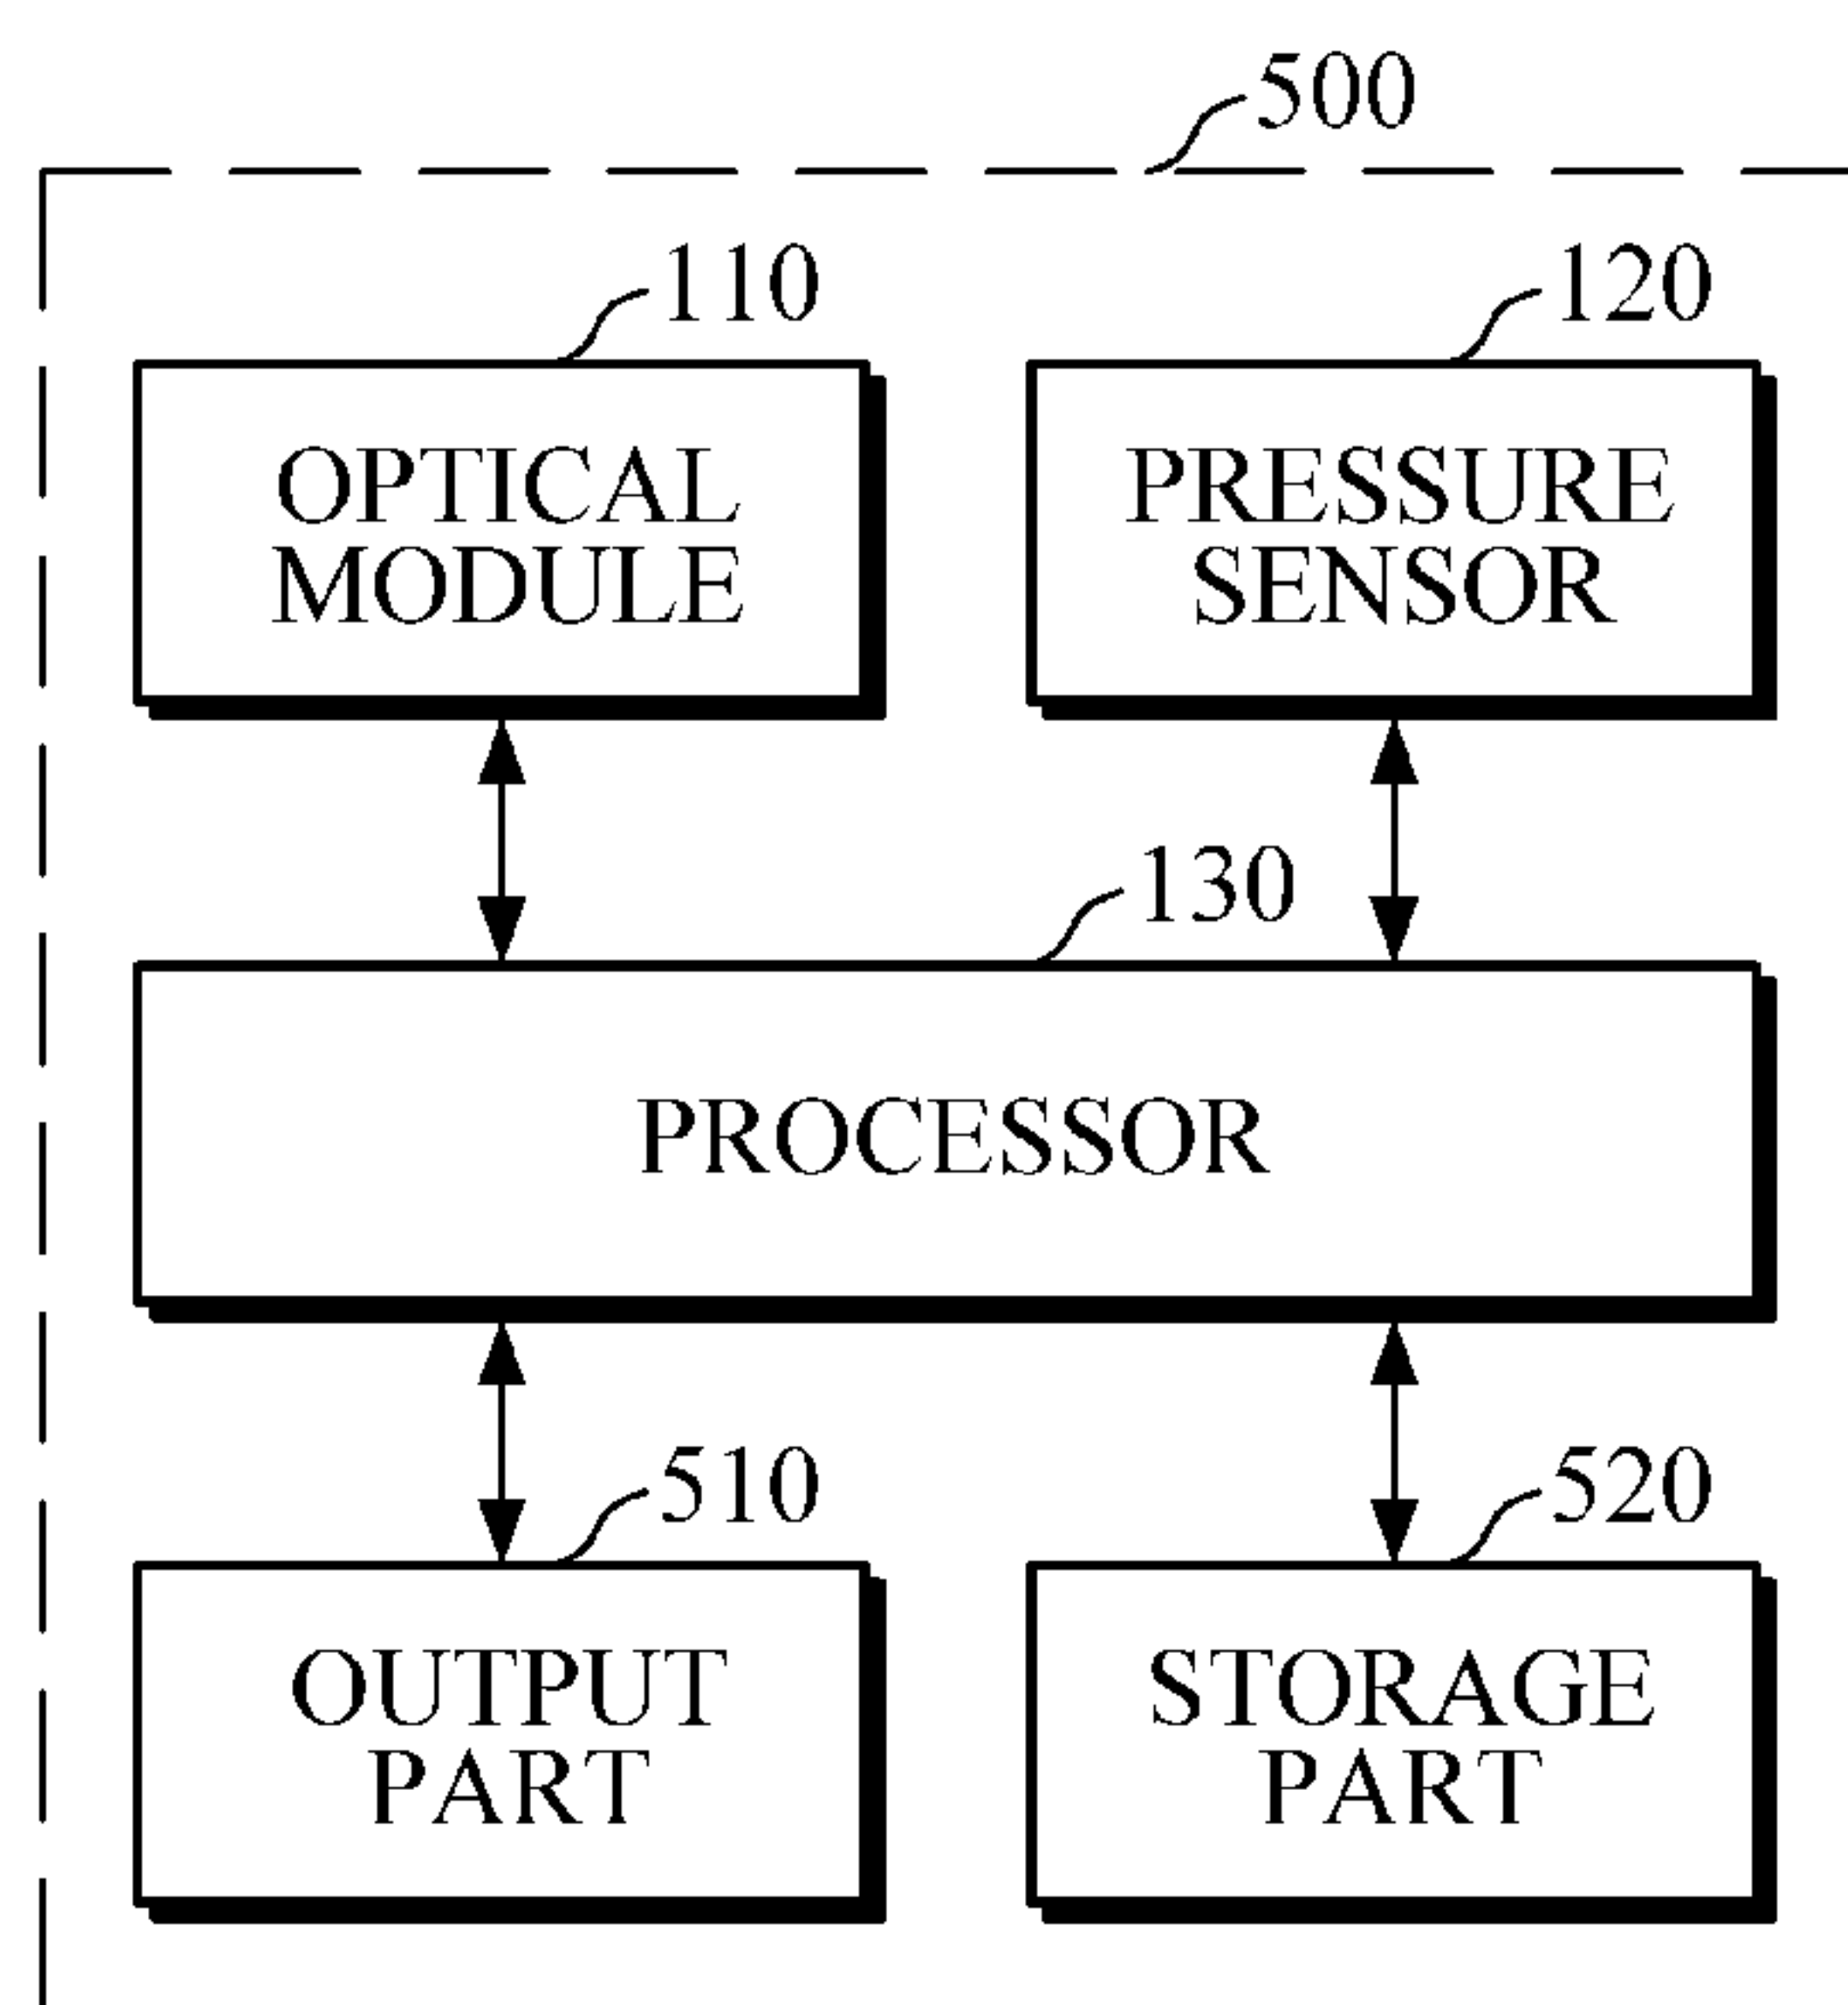 500
110
120
OPTICAL
MODULE
PRESSURE
SENSOR
130
PROCESSOR
510
520
OUTPUT
PART
STORAGE
PART